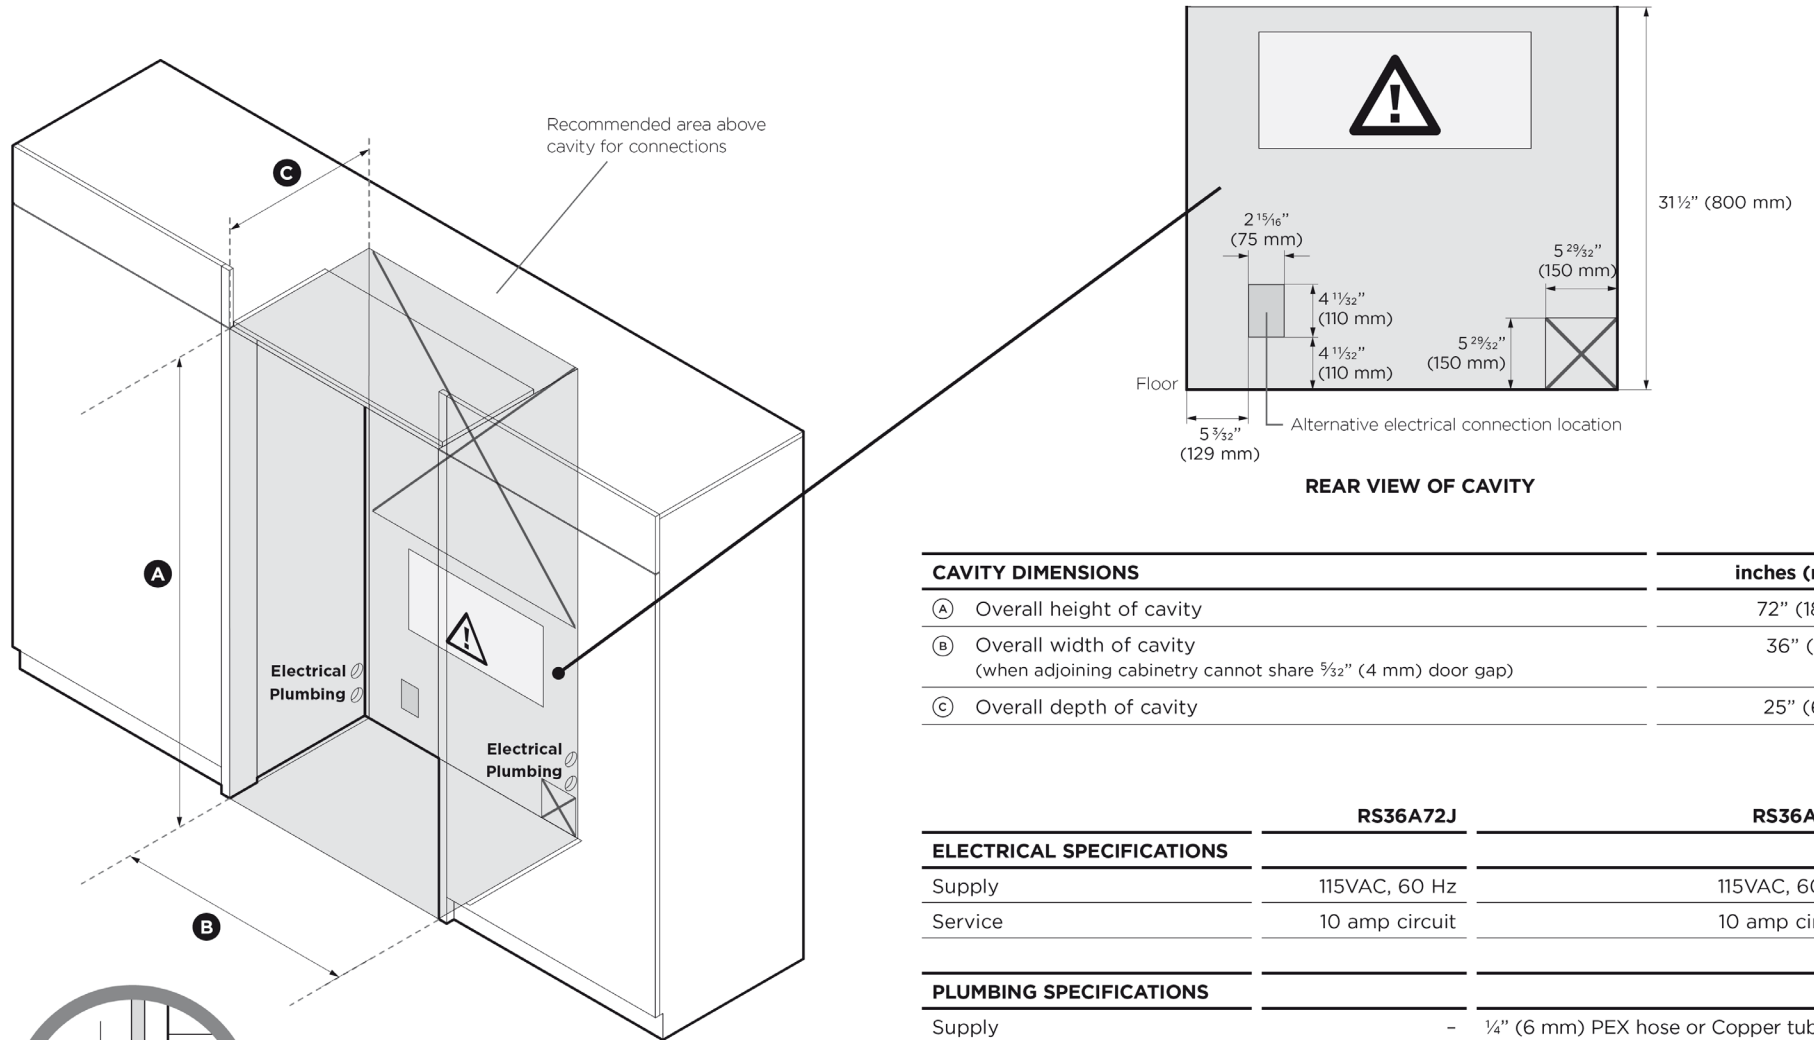 C
Recommended area above
cavity for connections
A
Electrical
Plumbing
Electrical
Plumbing
B
31 ½” (800 mm)
2 15⁄16”
(75 mm)
5 29⁄32”
(150 mm)
4 11⁄32”
(110 mm)
4 11⁄32”
(110 mm)
5 29⁄32”
(150 mm)
Floor
Alternative electrical connection location
5 3⁄32”
(129 mm)
REAR VIEW OF CAVITY
CAVITY DIMENSIONS inches
A Overall height of cavity 72”
B Overall width of cavity 36”
(when adjoining cabinetry cannot share 5⁄32” (4 mm) door gap)
C Overall depth of cavity 25”
RS36A72J RS36A
ELECTRICAL SPECIFICATIONS
Supply 115VAC, 60 Hz 115VAC,
Service 10 amp circuit 10 amp
PLUMBING SPECIFICATIONS
Supply – ¼” (6 mm) PEX hose or Copper